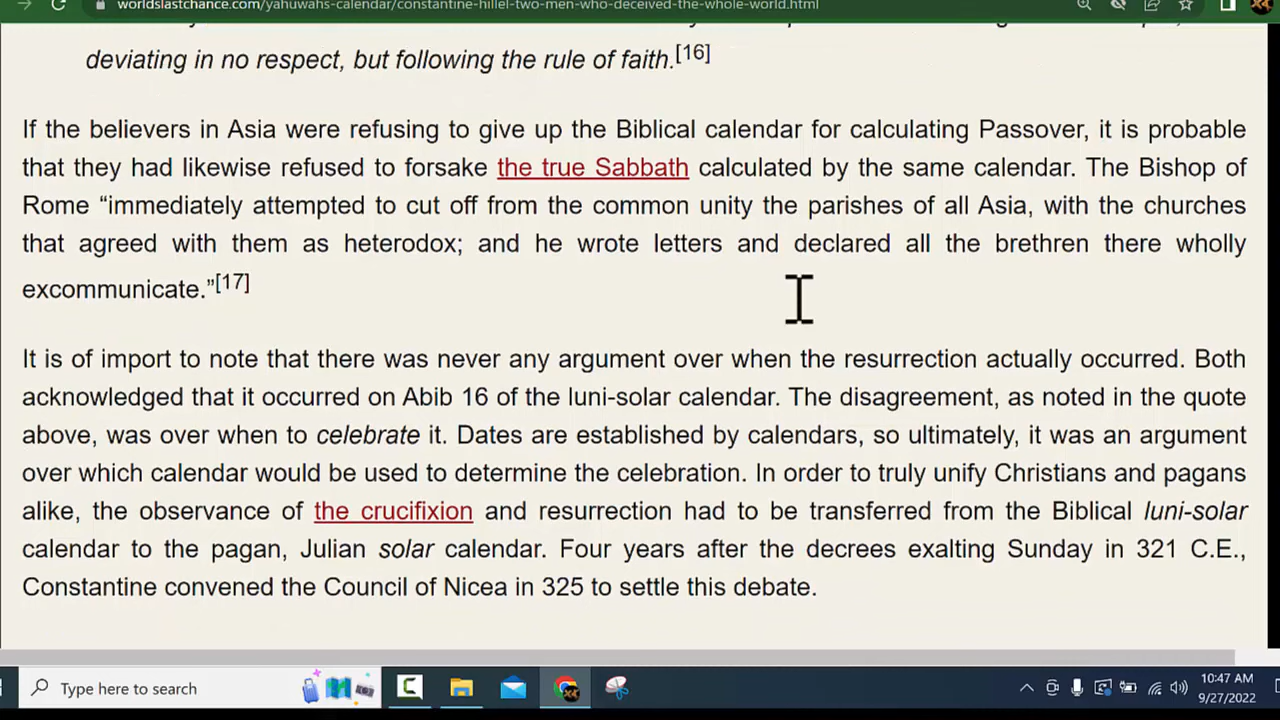 worldslastchance.com/yahuwahs-calendar/constantine-hillel-two-men-who-deceived-the-whole-world.html
deviating in no respect, but following the rule of faith.[16]
If the believers in Asia were refusing to give up the Biblical calendar for calculating Passover, it is probable
that they had likewise refused to forsake the true Sabbath calculated by the same calendar. The Bishop of
Rome “immediately attempted to cut off from the common unity the parishes of all Asia, with the churches
that agreed with them as heterodox; and he wrote letters and declared all the brethren there wholly
excommunicate.”[17]
It is of import to note that there was never any argument over when the resurrection actually occurred. Both
acknowledged that it occurred on Abib 16 of the luni-solar calendar. The disagreement, as noted in the quote
above, was over when to celebrate it. Dates are established by calendars, so ultimately, it was an argument
over which calendar would be used to determine the celebration. In order to truly unify Christians and pagans
alike, the observance of the crucifixion and resurrection had to be transferred from the Biblical luni-solar
calendar to the pagan, Julian solar calendar. Four years after the decrees exalting Sunday in 321 C.E.,
Constantine convened the Council of Nicea in 325 to settle this debate.
Type here to search
10:47 AM
9/27/2022